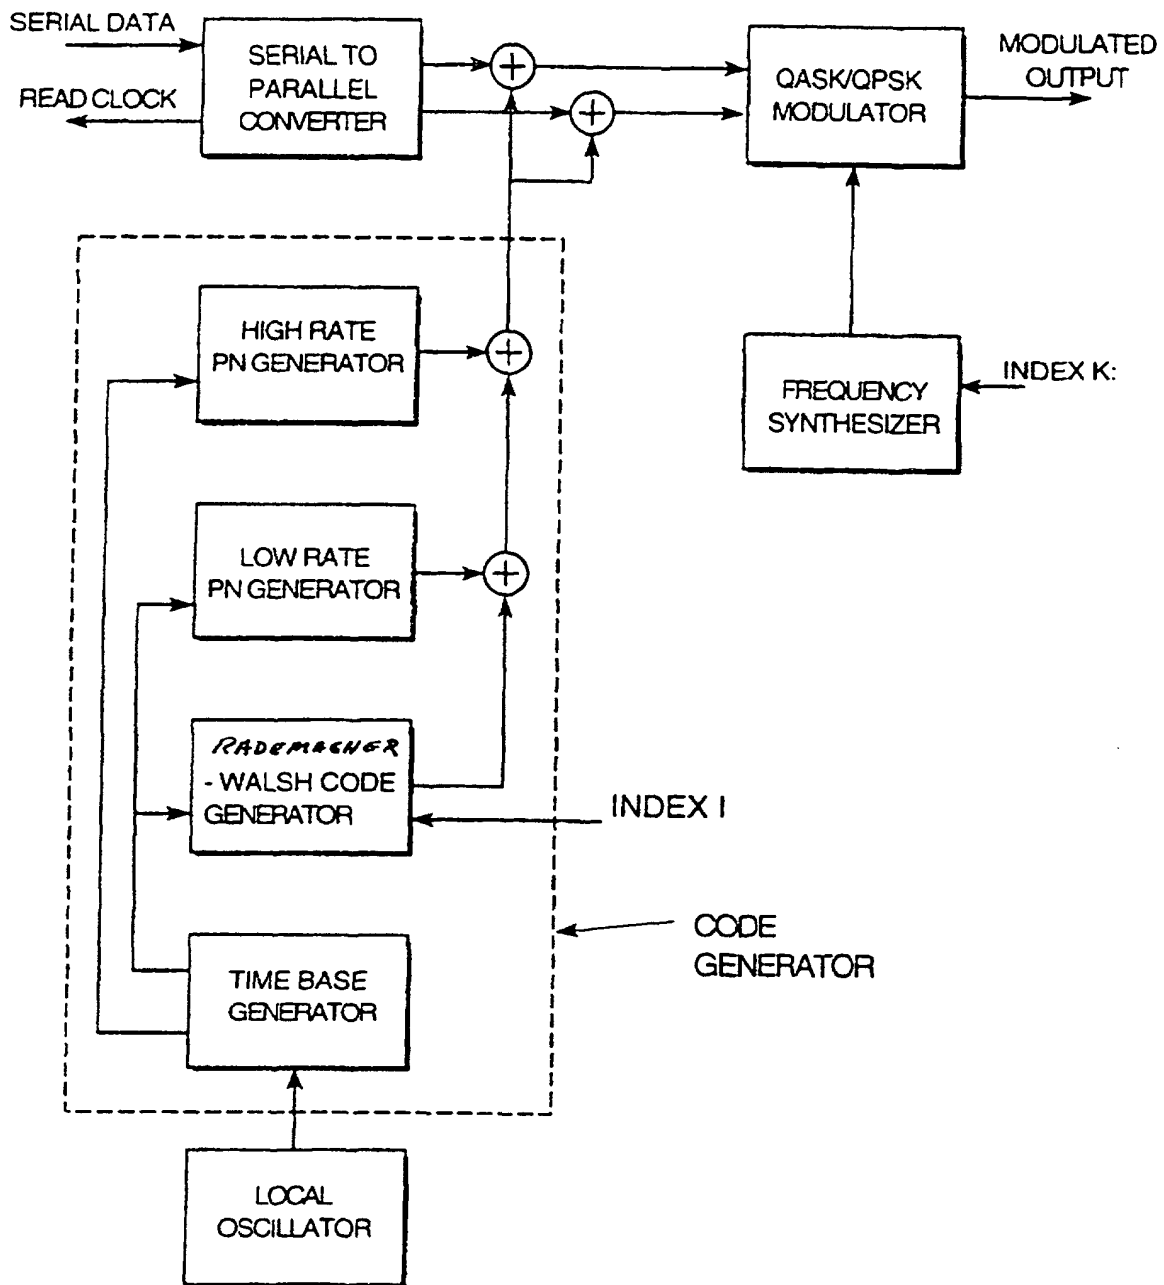 SERIAL DATA
READ CLOCK
SERIAL TO
PARALLEL
CONVERTER
+
+
QASK/QPSK
MODULATOR
MODULATED
OUTPUT
HIGH RATE
PN GENERATOR
+
FREQUENCY
SYNTHESIZER
INDEX K:
LOW RATE
PN GENERATOR
+
RADEMACHER
- WALSH CODE
GENERATOR
INDEX I
CODE
GENERATOR
TIME BASE
GENERATOR
LOCAL
OSCILLATOR